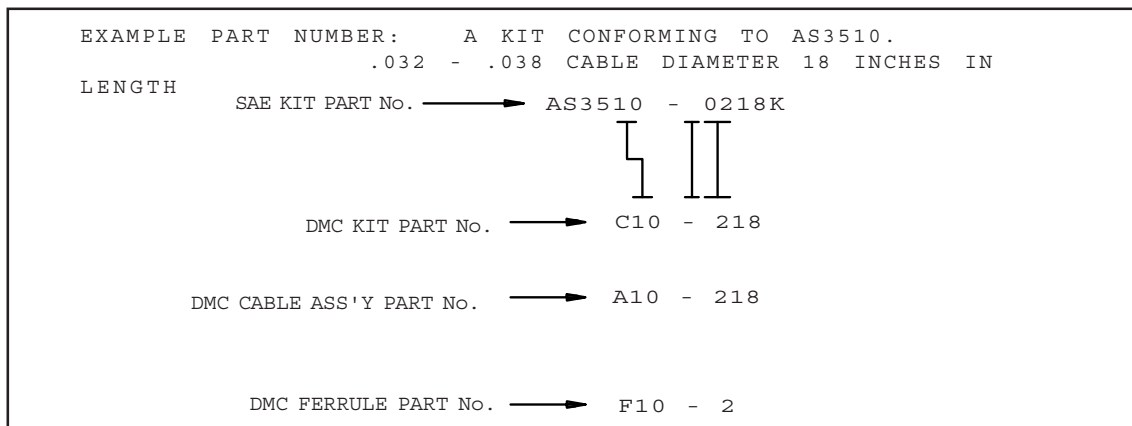 EXAMPLE PART NUMBER: A KIT CONFORMING TO AS3510.
.032 - .038 CABLE DIAMETER 18 INCHES IN
LENGTH
SAE KIT PART No. AS3510 - 0218K
DMC KIT PART No. C10 - 218
DMC CABLE ASS'Y PART No. A10 - 218
DMC FERRULE PART No. F10 - 2